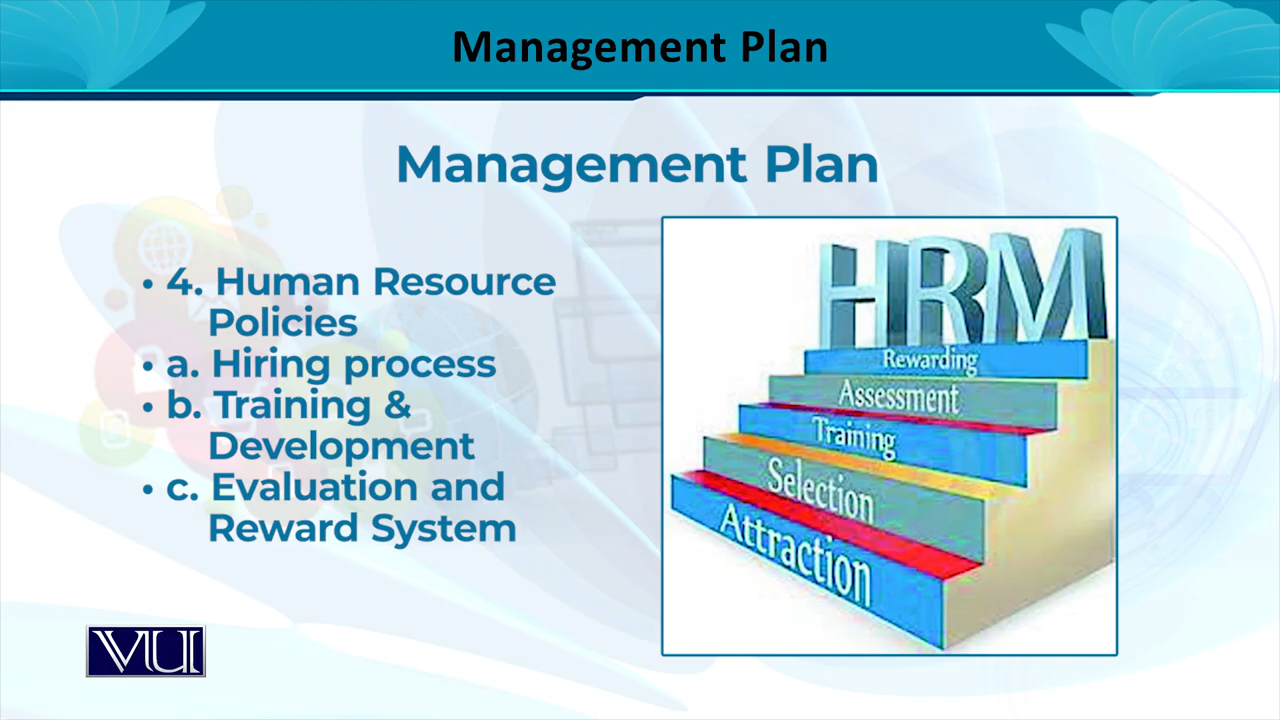 Management Plan
Management Plan
• 4. Human Resource
Policies
• a. Hiring process
• b. Training &
Development
• c. Evaluation and
Reward System
HRM
Rewarding
Assessment
Training
Selection
Attraction
VU